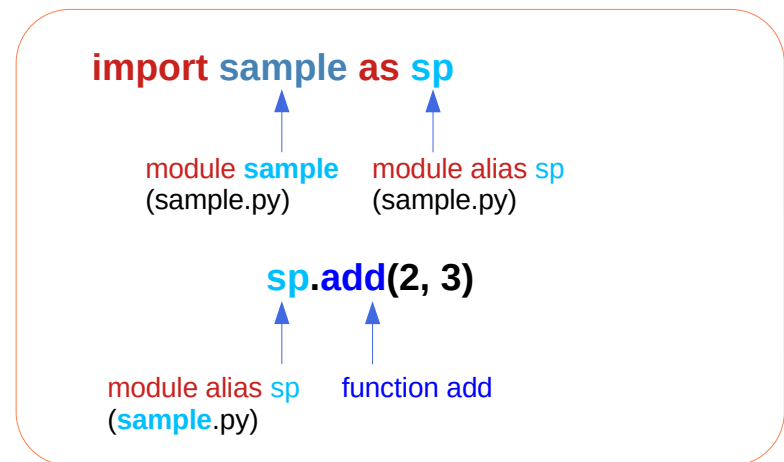 import sample as sp
module sample module alias sp
(sample.py) (sample.py)
sp.add(2, 3)
module alias sp function add
(sample.py)